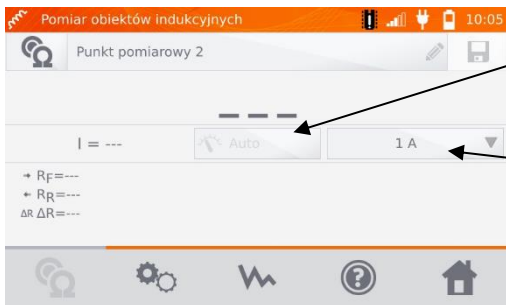 Pomiar obiektów indukcyjnych 10:05
Punkt pomiarowy 2
---
I = --- Auto 1 A
→ RF=---
← RR=---
ΔR ΔR=---